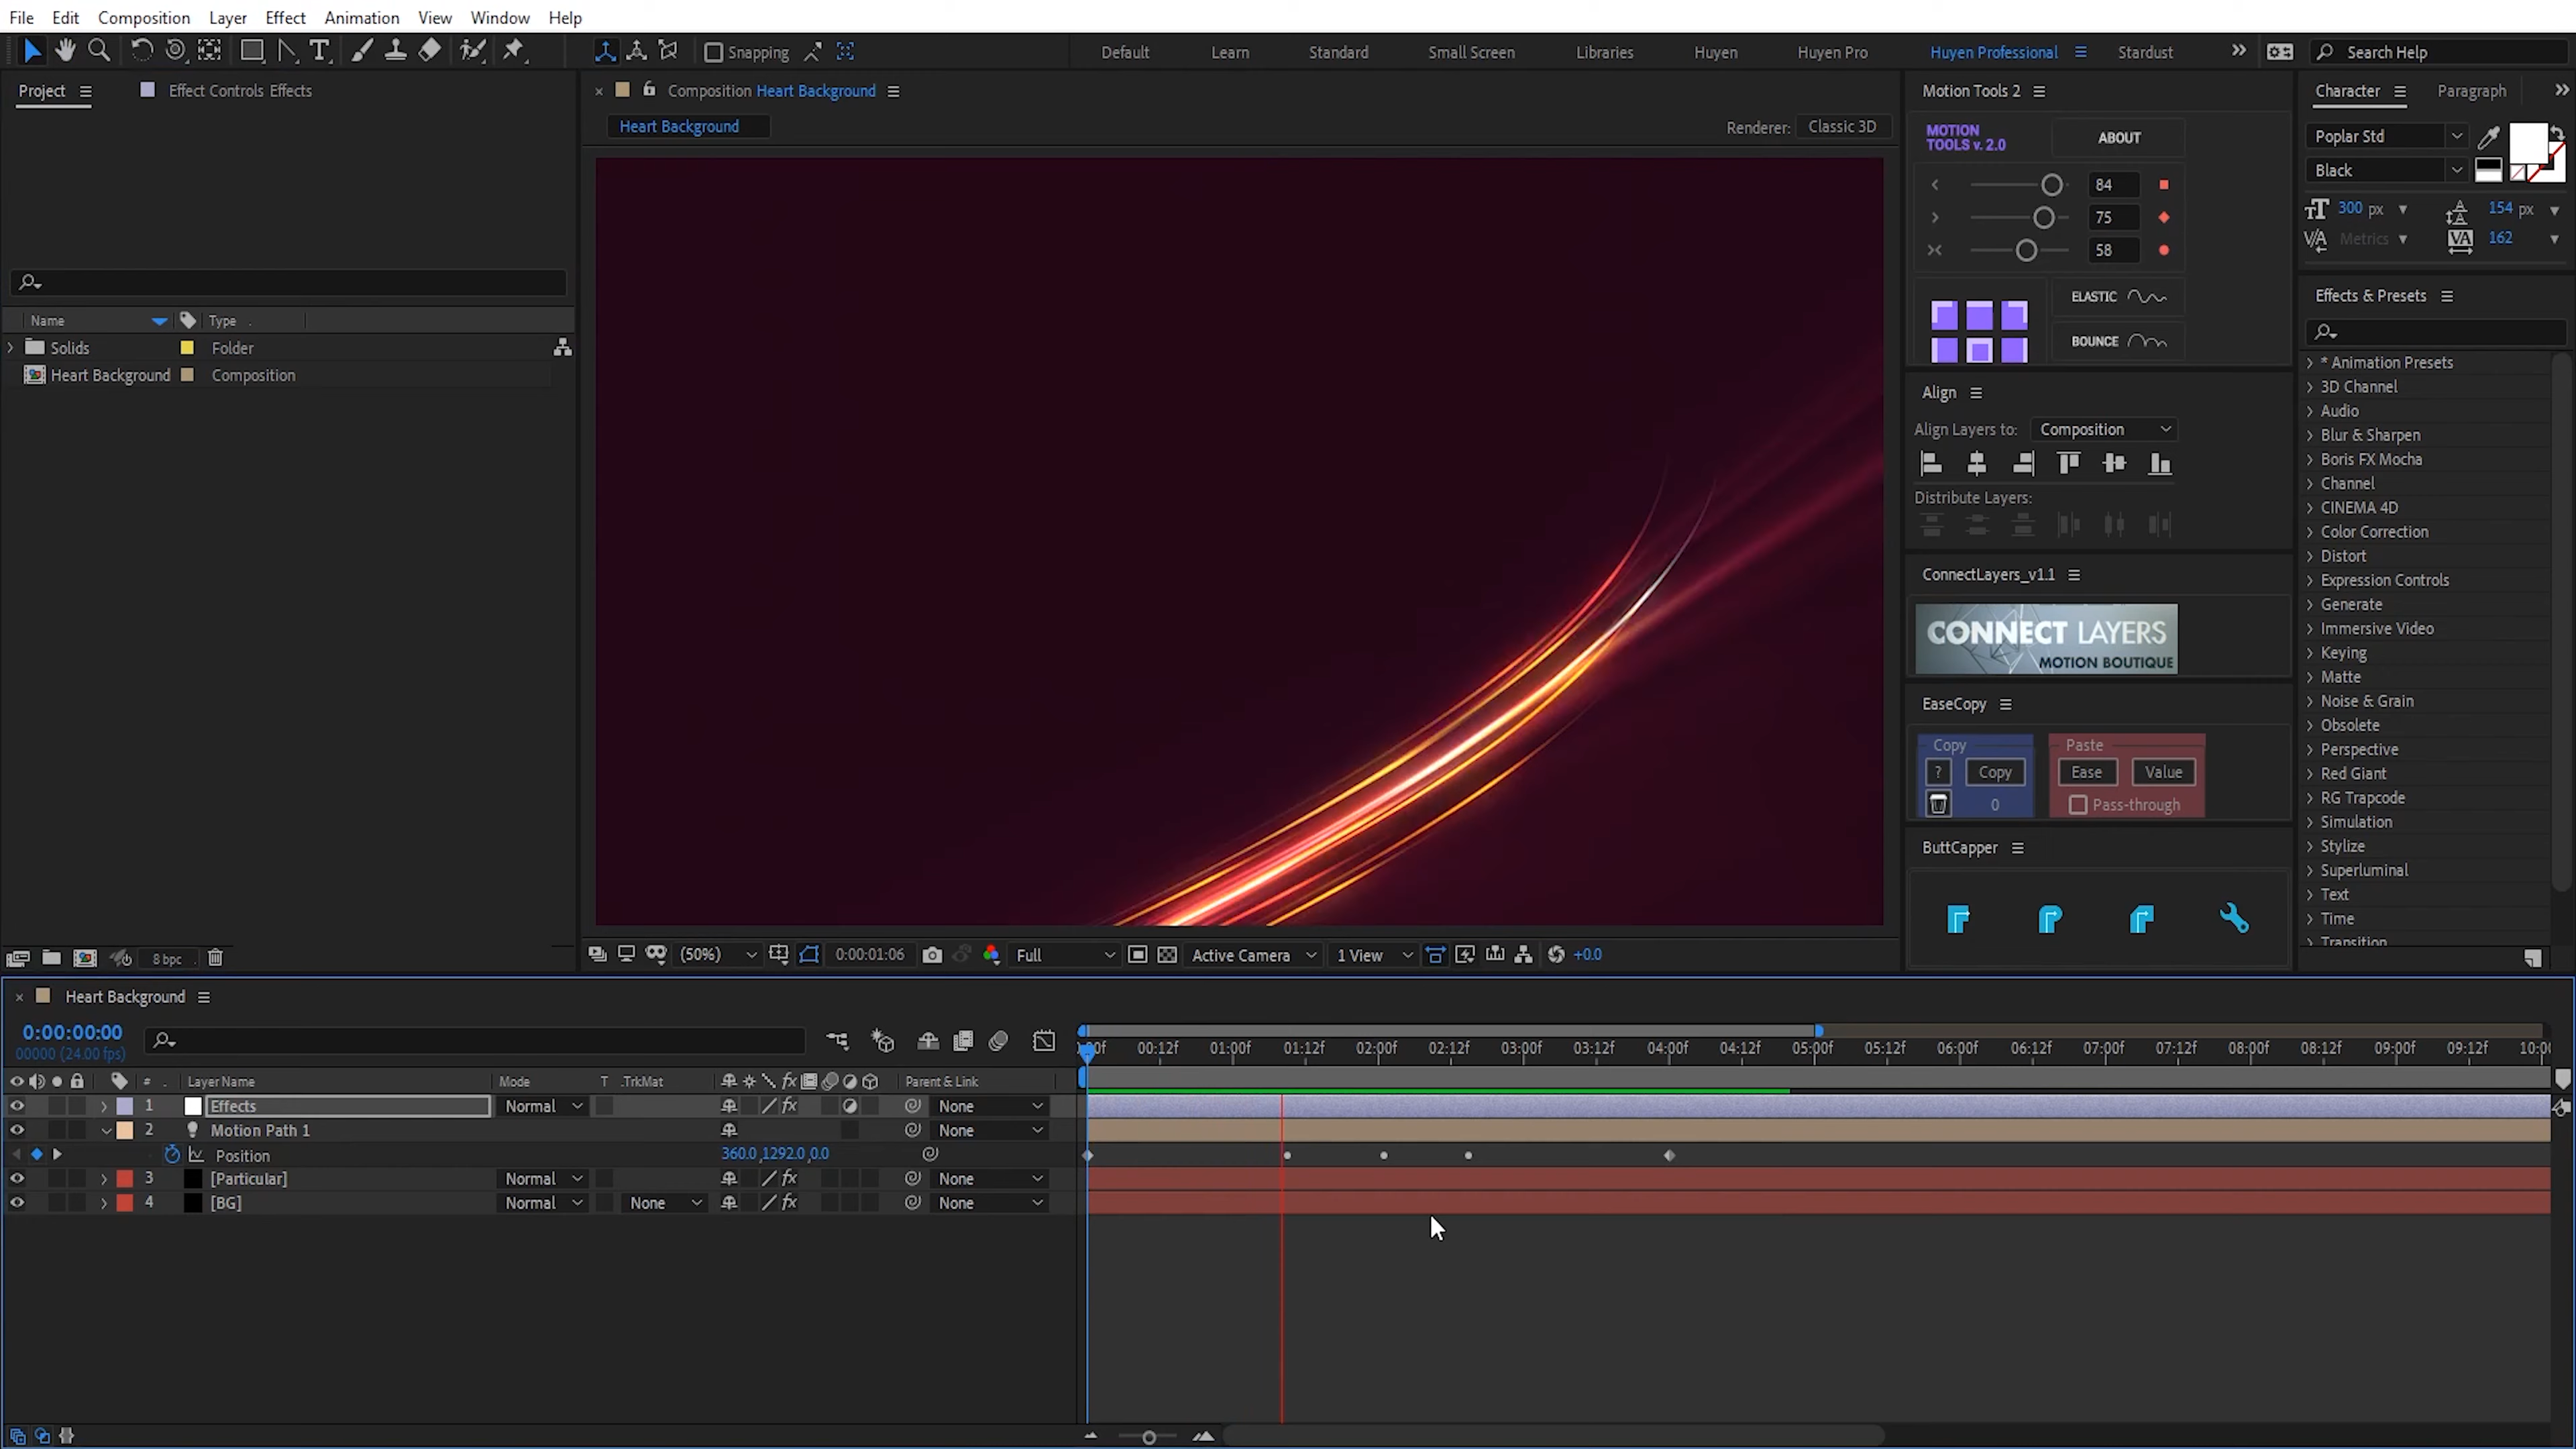 File Edit Composition Layer Effect Animation View Window Help
Snapping Default Learn Standard Small Screen Libraries Huyen Huyen Pro Huyen Professional Stardust Search Help
Project Effect Controls Effects
Composition Heart Background
Heart Background
Renderer: Classic 3D
Name Type
Solids Folder
Heart Background Composition
8 bpc
(50%) 0:00:01:06 Full Active Camera 1 View +0.0
Motion Tools 2
MOTION
TOOLS v. 2.0
ABOUT
84
75
58
ELASTIC
BOUNCE
Align
Align Layers to: Composition
Distribute Layers:
ConnectLayers_v1.1
CONNECT LAYERS
MOTION BOUTIQUE
EaseCopy
Copy Paste
? Copy Ease Value
0 Pass-through
ButtCapper
Character Paragraph
Poplar Std
Black
300 px 154 px
Metrics 162
Effects & Presets
* Animation Presets
3D Channel
Audio
Blur & Sharpen
Boris FX Mocha
Channel
CINEMA 4D
Color Correction
Distort
Expression Controls
Generate
Immersive Video
Keying
Matte
Noise & Grain
Obsolete
Perspective
Red Giant
RG Trapcode
Simulation
Stylize
Superluminal
Text
Time
Transition
Heart Background
0:00:00:00
00000 (24.00 fps)
# Layer Name Mode T .TrkMat fx Parent & Link
1 Effects Normal fx None
2 Motion Path 1 None
Position 360.0,1292.0,0.0
3 [Particular] Normal fx None
4 [BG] Normal None fx None
:00f 00:12f 01:00f 01:12f 02:00f 02:12f 03:00f 03:12f 04:00f 04:12f 05:00f 05:12f 06:00f 06:12f 07:00f 07:12f 08:00f 08:12f 09:00f 09:12f 10:0